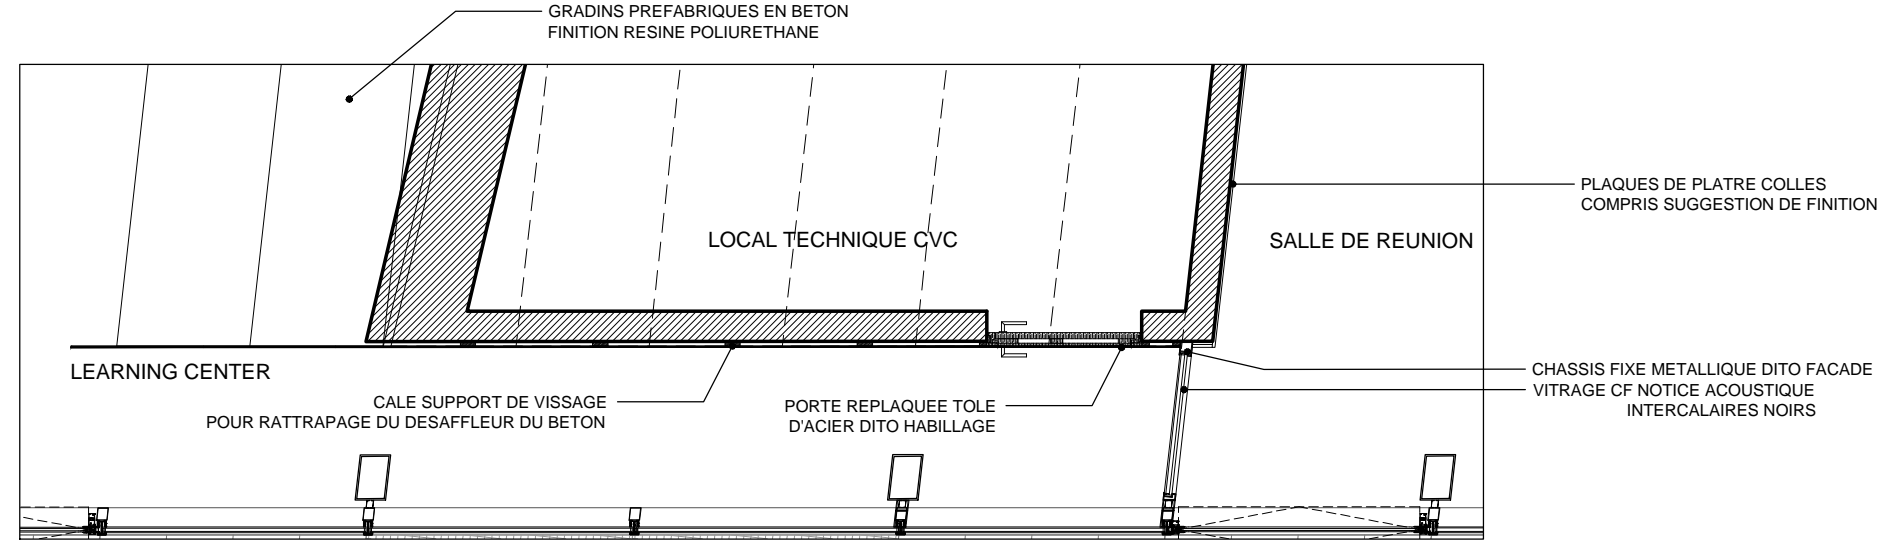 GRADINS PREFABRIQUES EN BETON
FINITION RESINE POLIURETHANE
PLAQUES DE PLATRE COLLES
COMPRIS SUGGESTION DE FINITION
LOCAL TECHNIQUE CVC
SALLE DE REUNION
LEARNING CENTER
CHASSIS FIXE METALLIQUE DITO FACADE
VITRAGE CF NOTICE ACOUSTIQUE
INTERCALAIRES NOIRS
CALE SUPPORT DE VISSAGE
POUR RATTRAPAGE DU DESAFFLEUR DU BETON
PORTE REPLAQUEE TOLE
D'ACIER DITO HABILLAGE